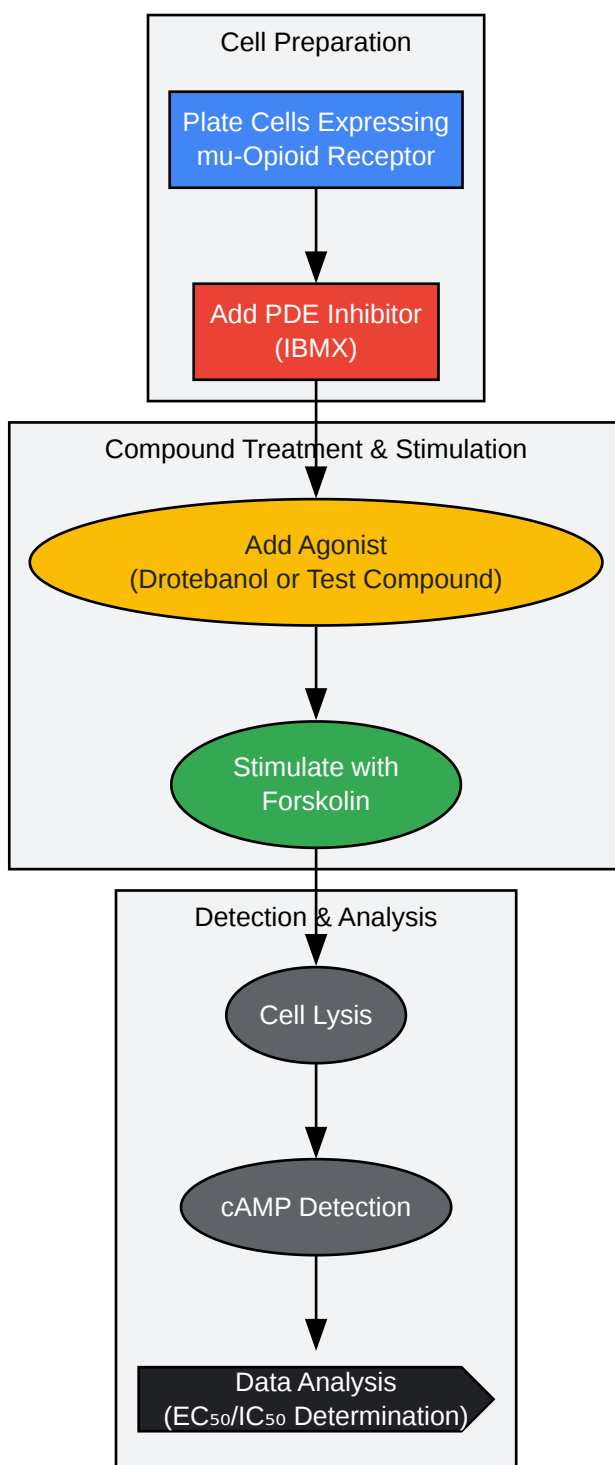 Cell Preparation
Plate Cells Expressing
mu-Opioid Receptor
Add PDE Inhibitor
(IBMX)
Compound Treatment & Stimulation
Add Agonist
(Drotebanol or Test Compound)
Stimulate with
Forskolin
Detection & Analysis
Cell Lysis
cAMP Detection
Data Analysis
(EC₅₀/IC₅₀ Determination)